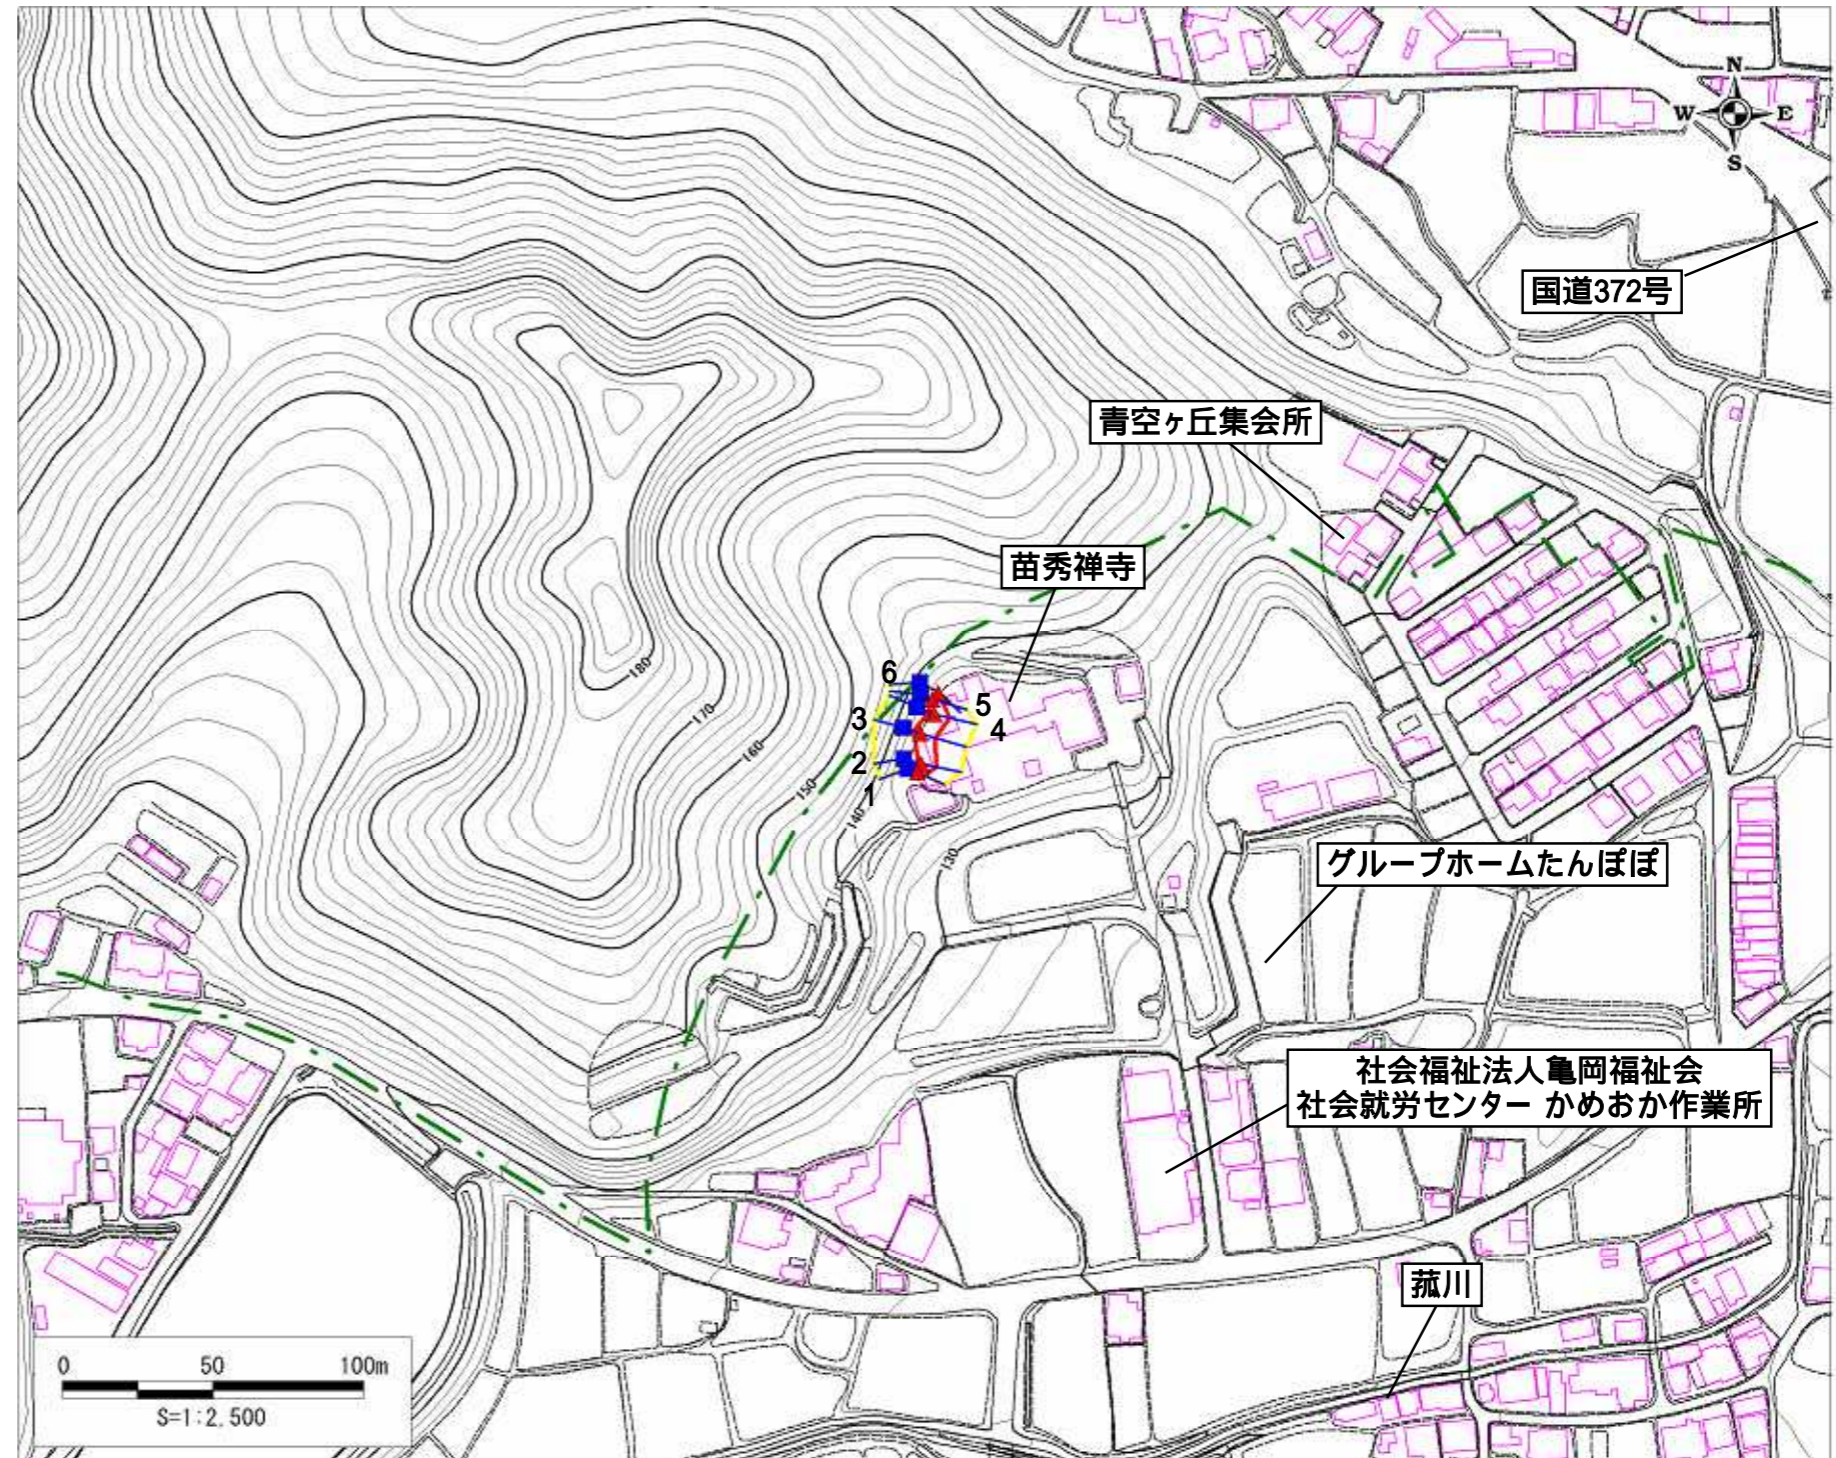 N
W E
S
国道372号
青空ヶ丘集会所
苗秀禅寺
180
170
160
150
140
130
6
3
2
1
5
4
グループホームたんぽぽ
社会福祉法人亀岡福祉会
社会就労センター かめおか作業所
菰川
0 50 100m
S=1:2,500